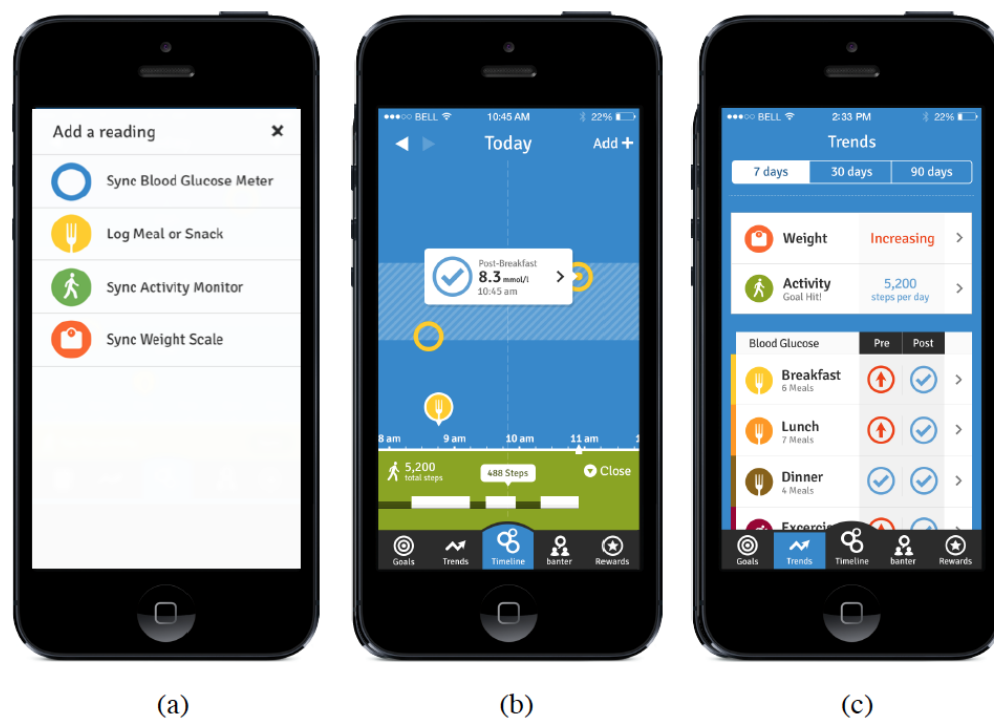 Add a reading
Sync Blood Glucose Meter
Log Meal or Snack
Sync Activity Monitor
Sync Weight Scale
(a)
BELL 10:45 AM 22%
Today Add +
Post-Breakfast
8.3 mmol/l
10:45 am
8 am 9 am 10 am 11 am 1
5,200
total steps
488 Steps
Close
Goals Trends Timeline banter Rewards
(b)
BELL 2:33 PM 22%
Trends
7 days 30 days 90 days
Weight Increasing
Activity 5,200
Goal Hit! steps per day
Blood Glucose Pre Post
Breakfast
6 Meals
Lunch
7 Meals
Dinner
4 Meals
Goals Trends Timeline banter Rewards
(c)